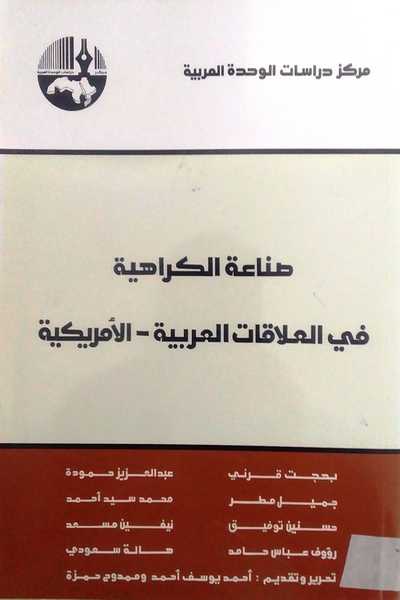 مركز دراسات الوحدة العربية
صناعة الكراهية
في العلاقات العربية - الأمريكية
بهجت قرني
عبدالعزيز حمودة
جميل مطر
محمد سيد أحمد
حسنين توفيق
نيفين مسعد
رؤوف عباس حامد
هالة سعودي
تحرير وتقديم : أحمد يوسف أحمد وممدوح حمزة